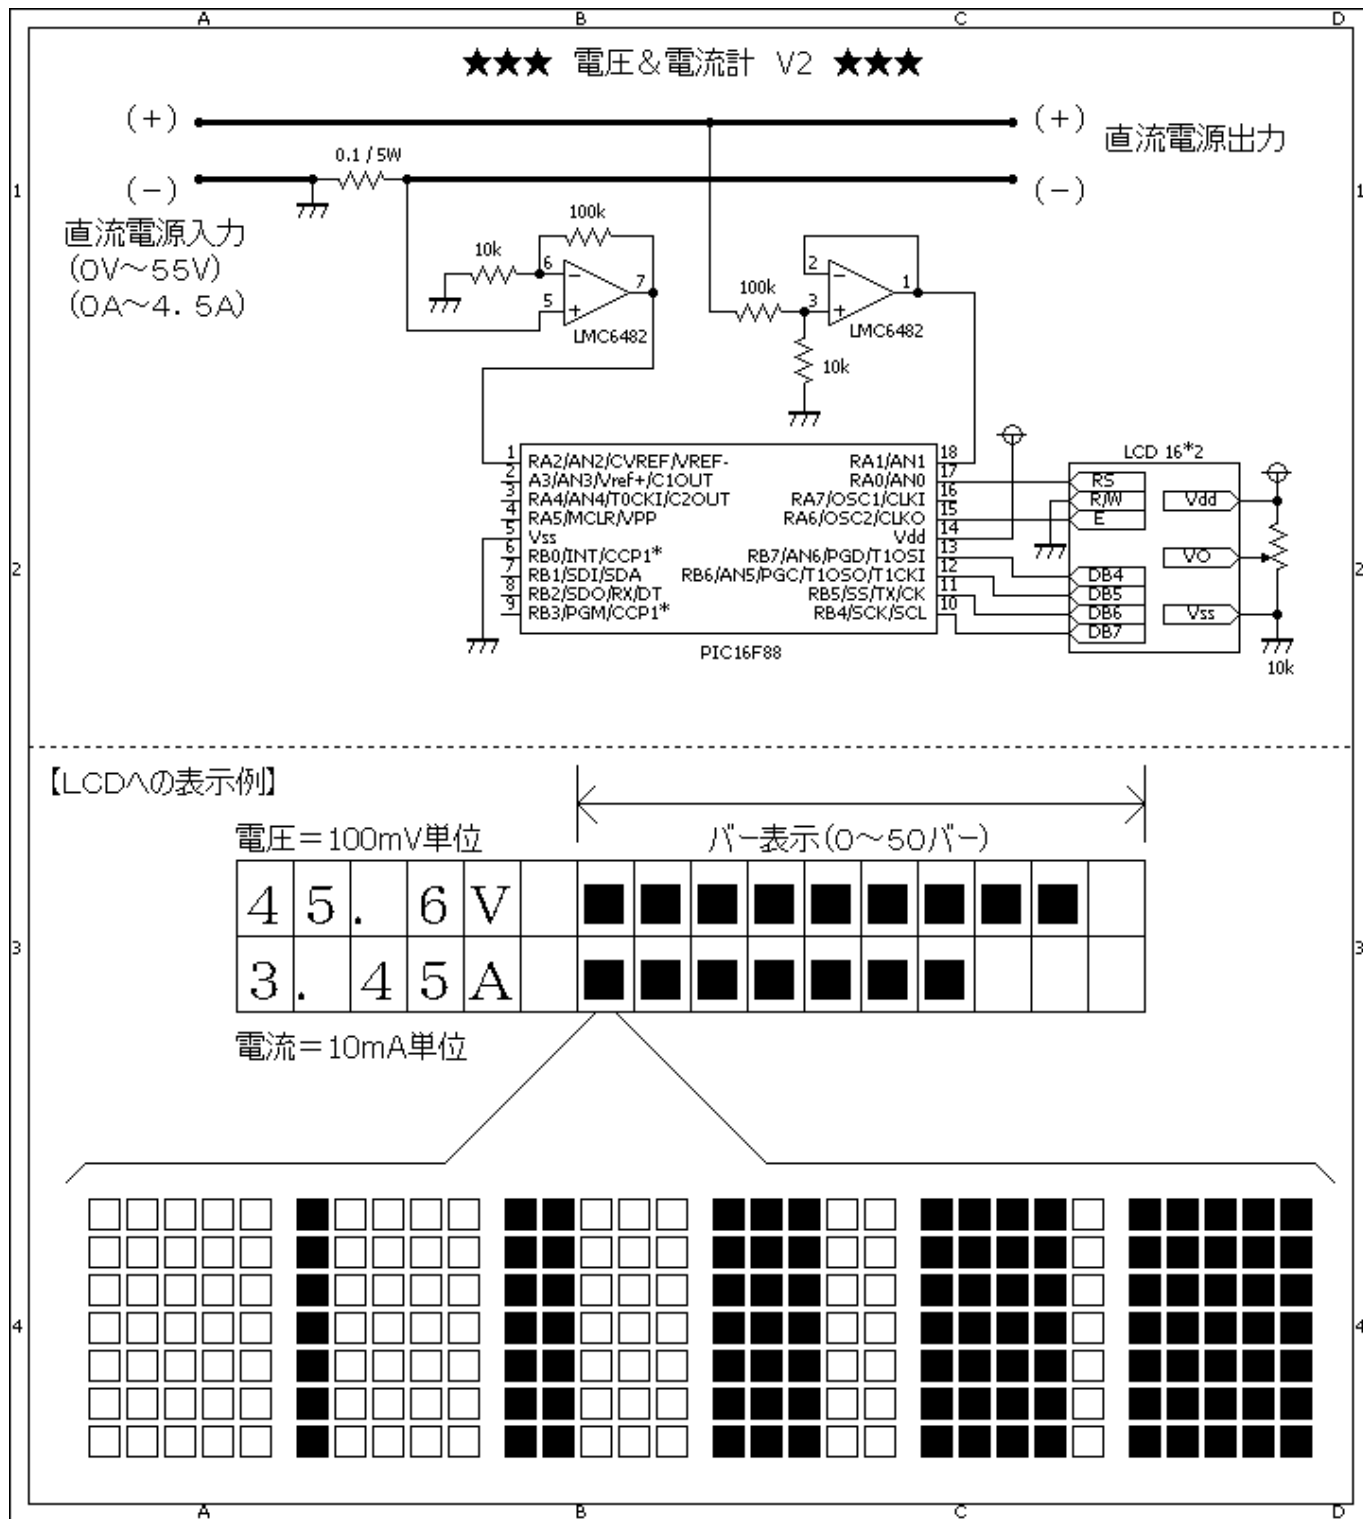 A B C D
★★★ 電圧&電流計 V2 ★★★
(+) (+) 直流電源出力
0.1/5W
1 (-) (-) 1
直流電源入力
(0V～55V)
(0A～4.5A)
100k
10k
6 - 7
5 +
LMC6482
2 - 1
100k
3 +
LMC6482
10k
1 RA2/AN2/CVREF/VREF- RA1/AN1 18
2 A3/AN3/Vref+/C1OUT RA0/AN0 17
3 RA4/AN4/T0CKI/C2OUT RA7/OSC1/CLKI 16
4 RA5/MCLR/VPP RA6/OSC2/CLKO 15
5 Vss Vdd 14
6 RB0/INT/CCP1* RB7/AN6/PGD/T1OSI 13
7 RB1/SDI/SDA RB6/AN5/PGC/T1OSO/T1CKI 12
8 RB2/SDO/RX/DT RB5/SS/TX/CK 11
9 RB3/PGM/CCP1* RB4/SCK/SCL 10
PIC16F88
LCD 16*2
RS
R/W Vdd
E
VO
DB4
DB5
DB6 Vss
DB7
10k
2 2
【LCDへの表示例】
電圧=100mV単位 バー表示(0～50バー)
45.6V
3.45A
3 3
電流=10mA単位
4 4
A B C D